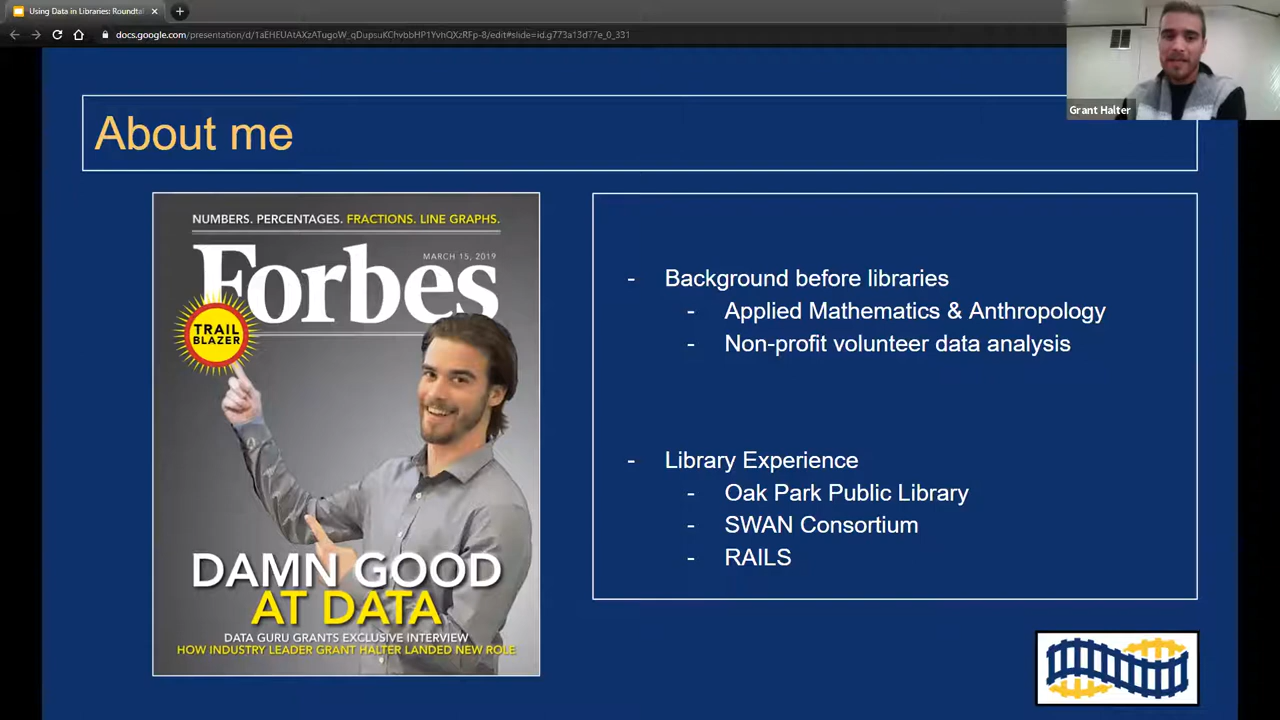 Using Data in Libraries: Roundta
docs.google.com/presentation/d/1aEHEUAtAXzATugoW_qDupsuKChvbbHP1YvhQXzRFp-8/edit#slide=id.g773a13d77e_0_331
Grant Halter
About me
NUMBERS. PERCENTAGES. FRACTIONS. LINE GRAPHS.
MARCH 15, 2019
Forbes
TRAIL
BLAZER
DAMN GOOD
AT DATA
DATA GURU GRANTS EXCLUSIVE INTERVIEW
HOW INDUSTRY LEADER GRANT HALTER LANDED NEW ROLE
- Background before libraries
- Applied Mathematics & Anthropology
- Non-profit volunteer data analysis
- Library Experience
- Oak Park Public Library
- SWAN Consortium
- RAILS